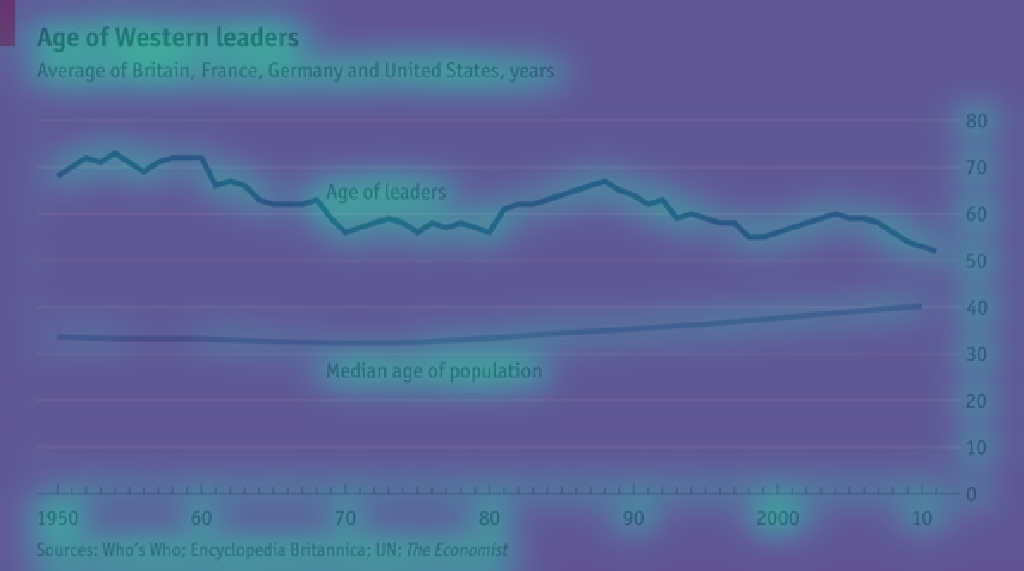 Age of Western leaders
Average of Britain, France, Germany and United States, years
80
70
Age of leaders
60
50
40
30
Median age of population
20
10
0
1950 60 70 80 90 2000 10
Sources: Who's Who; Encyclopedia Britannica; UN; The Economist